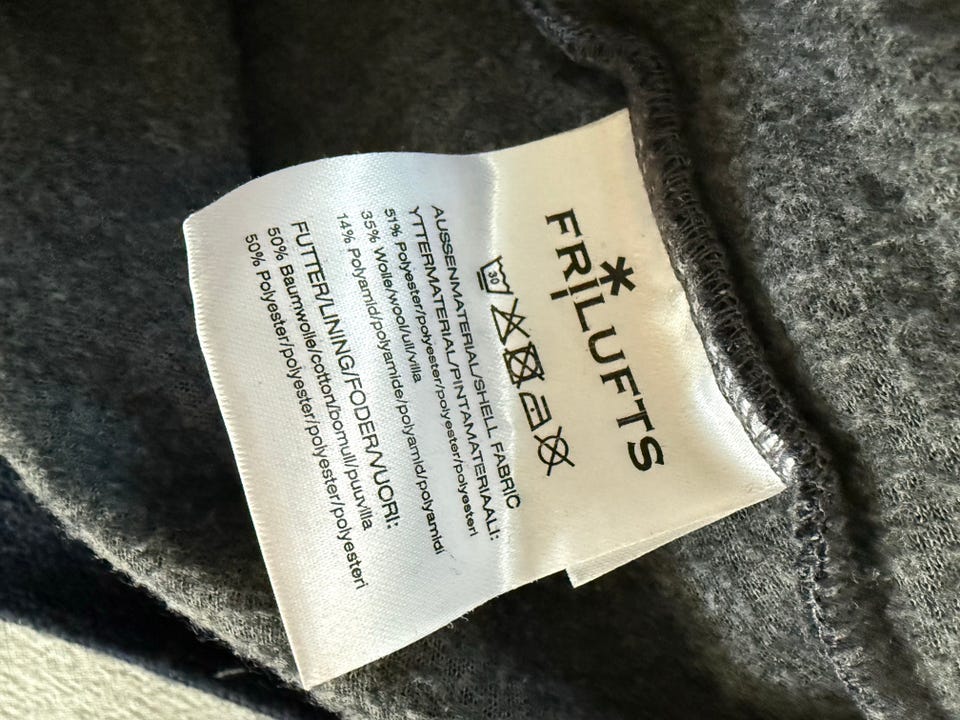 FRILUFTS
30
AUSSENMATERIAL/SHELL FABRIC
YTTERMATERIAL/PINTAMATERIAALI:
51% Polyester/polyester/polyester/polyesteri
35% Wolle/wool/ull/villa
14% Polyamid/polyamide/polyamid/polyamidi
FUTTER/LINING/FODER/VUORI:
50% Baumwolle/cotton/bomull/puuvilla
50% Polyester/polyester/polyester/polyesteri